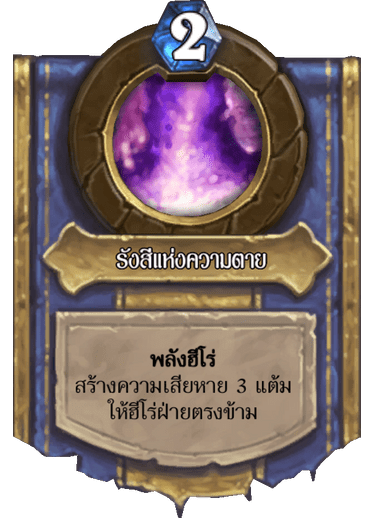 2
รังสีแห่งความตาย
พลังฮีโร่
สร้างความเสียหาย 3 แต้ม
ให้ฮีโร่ฝ่ายตรงข้าม